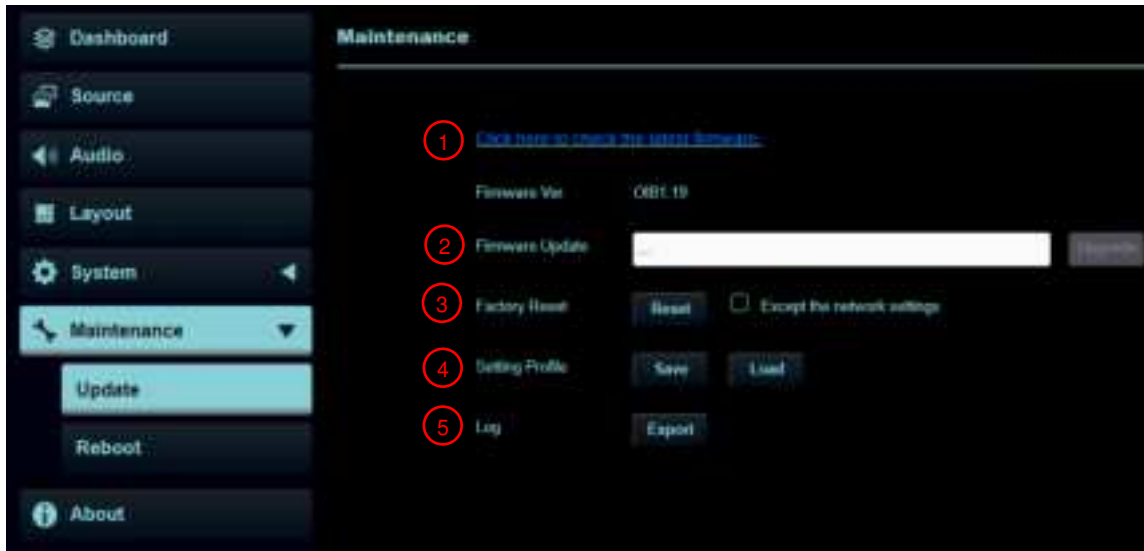 Dashboard
Source
Audio
Layout
System
Maintenance
Update
Reboot
About
Maintenance
1 Click here to check the latest firmware.
Firmware Ver
2 Firmware Update ... Upgrade
3 Factory Reset Reset Except the network settings
4 Setting Profile Save Load
5 Log Export